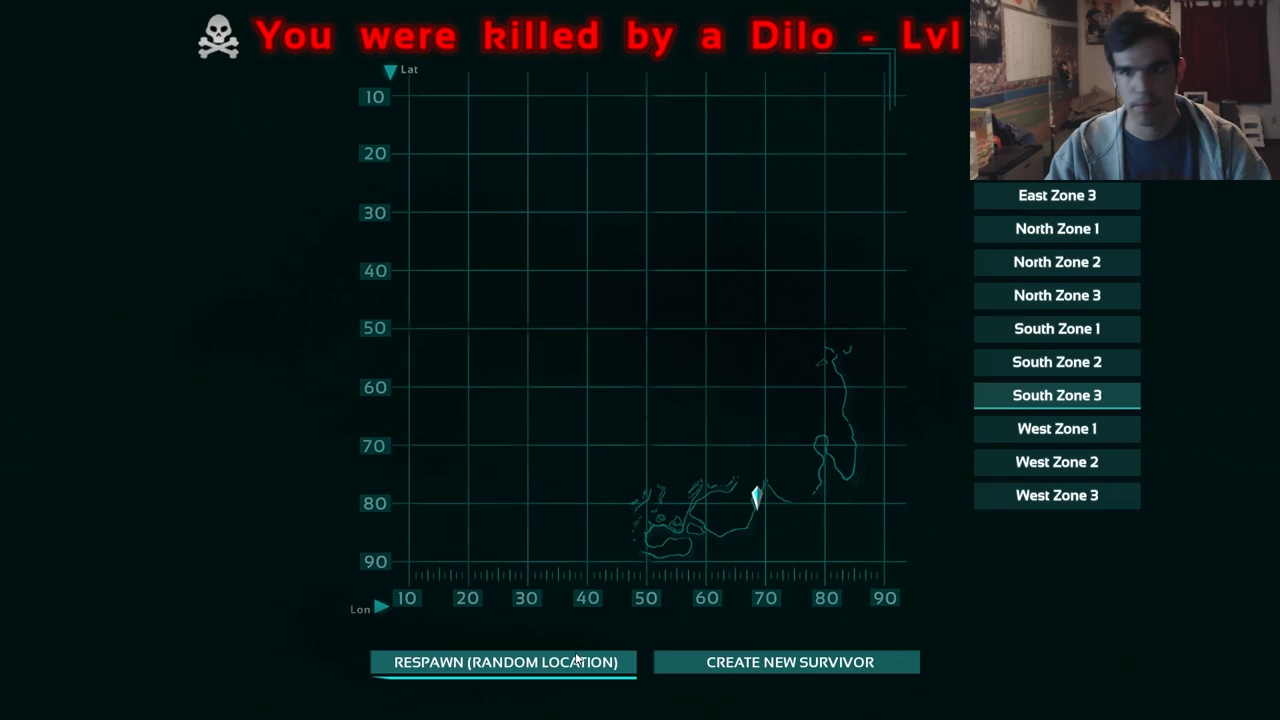 You were killed by a Dilo - Lvl
Lat
10
20
30
40
50
60
70
80
90
Lon
10 20 30 40 50 60 70 80 90
RESPAWN (RANDOM LOCATION)
CREATE NEW SURVIVOR
East Zone 3
North Zone 1
North Zone 2
North Zone 3
South Zone 1
South Zone 2
South Zone 3
West Zone 1
West Zone 2
West Zone 3